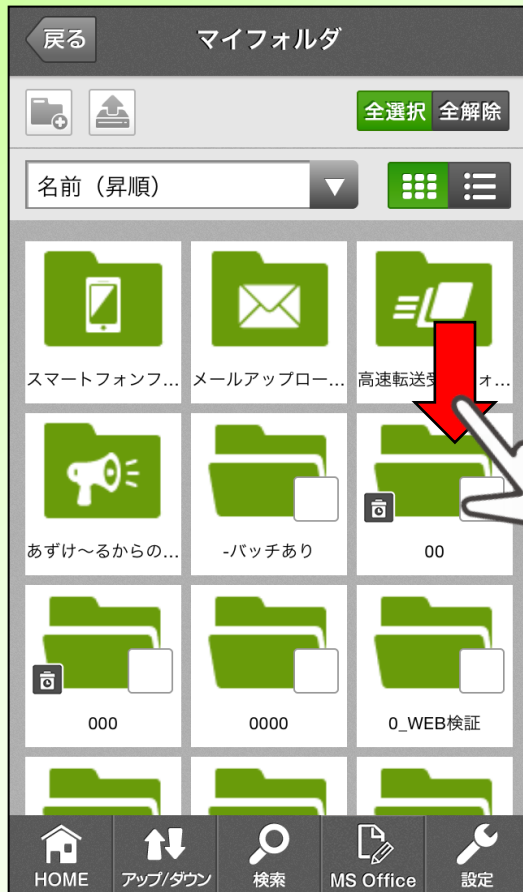 戻る
マイフォルダ
全選択 全解除
名前（昇順）
スマートフォンフ... メールアップロー... 高速転送受 ォ...
あずけ～るからの... -バッチあり 00
000 0000 0_WEB検証
HOME アップ/ダウン 検索 MS Office 設定